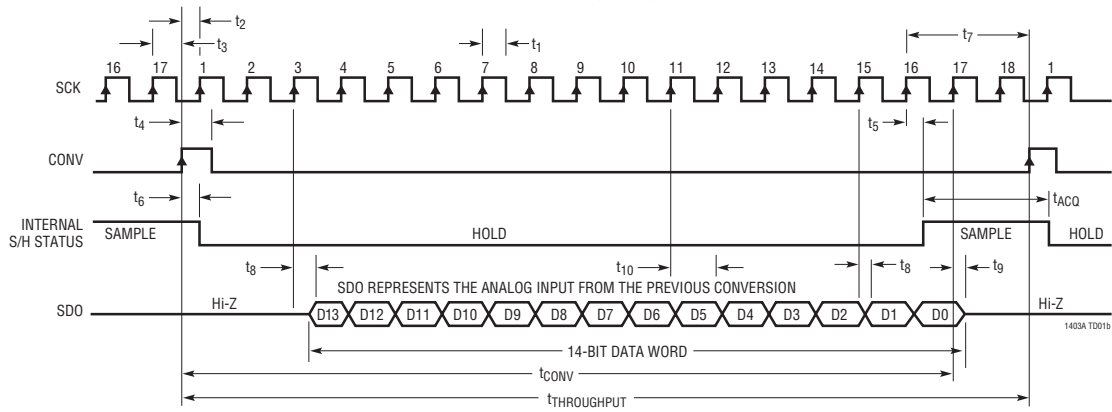 t2
t3
t1
t7
16 17 1 2 3 4 5 6 7 8 9 10 11 12 13 14 15 16 17 18 1
SCK
t4
t5
CONV
t6
tACQ
INTERNAL
S/H STATUS
SAMPLE HOLD SAMPLE HOLD
t8 t10 t8 t9
SDO REPRESENTS THE ANALOG INPUT FROM THE PREVIOUS CONVERSION
SDO Hi-Z D13 D12 D11 D10 D9 D8 D7 D6 D5 D4 D3 D2 D1 D0 Hi-Z
1403A TD01b
14-BIT DATA WORD
tCONV
tTHROUGHPUT